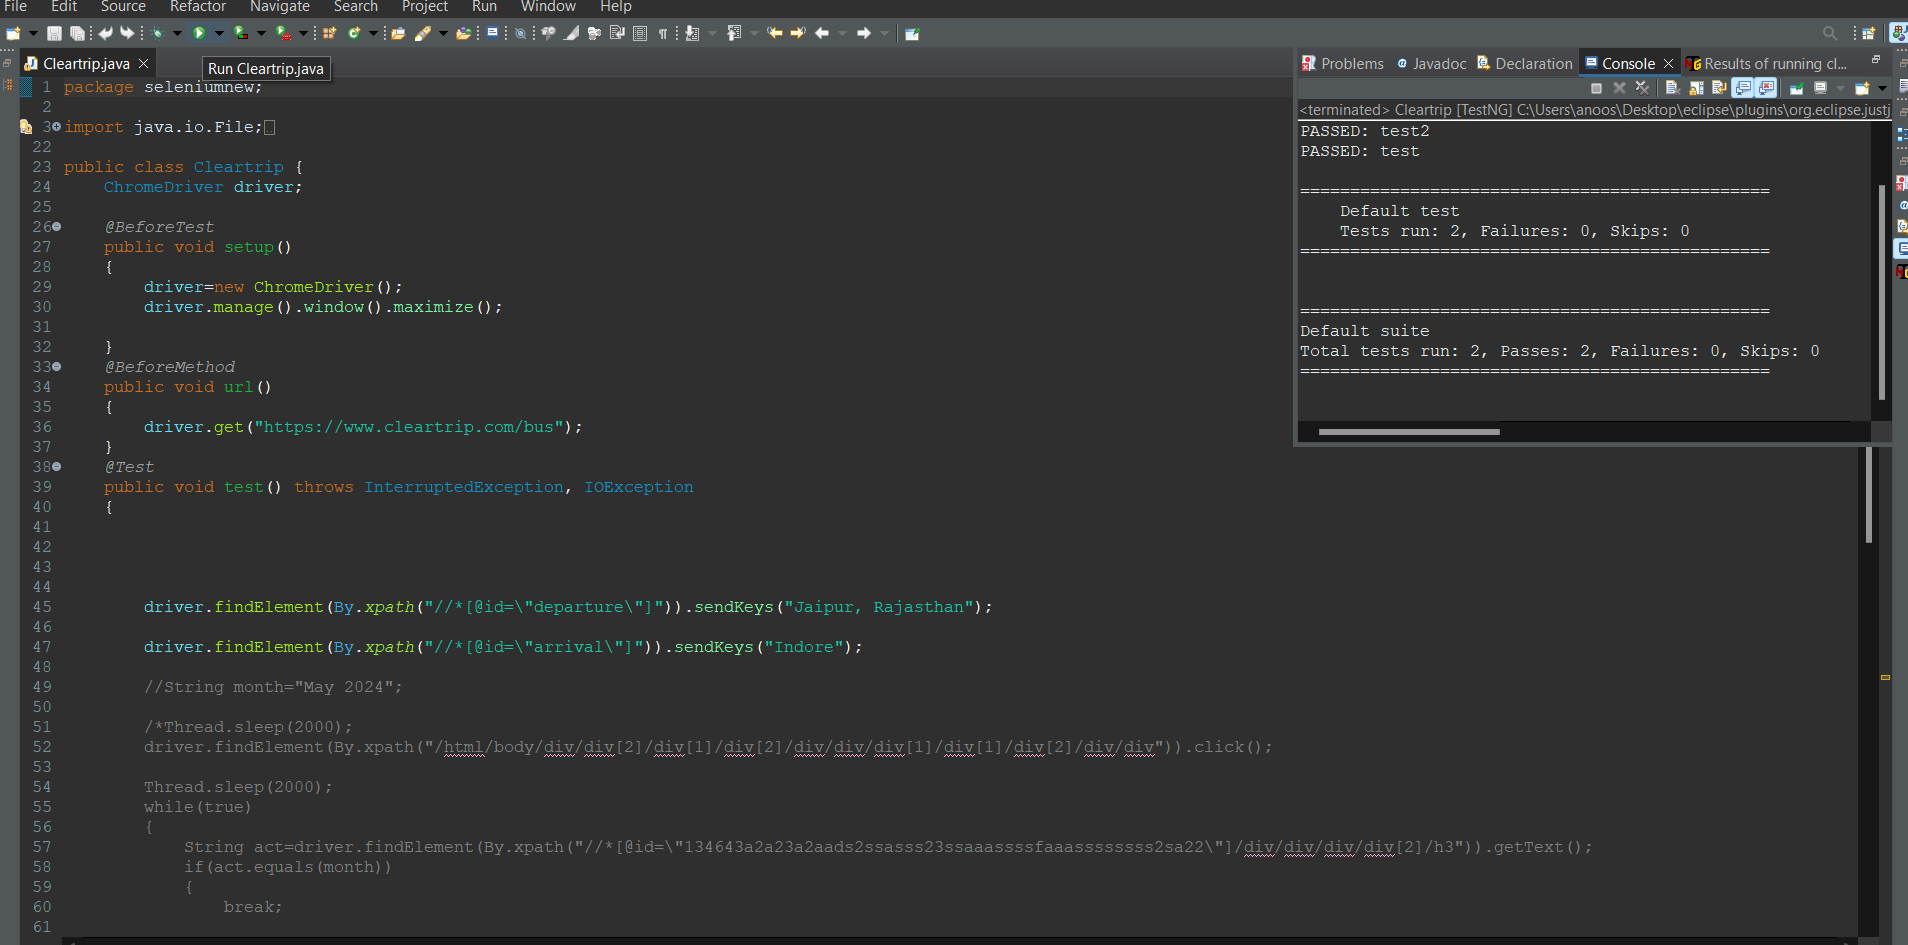 File Edit Source Refactor Navigate Search Project Run Window Help
Cleartrip.java
Run Cleartrip.java
1 package seleniumnew;
2
3 import java.io.File;
22
23 public class Cleartrip {
24 ChromeDriver driver;
25
26 @BeforeTest
27 public void setup()
28 {
29 driver=new ChromeDriver();
30 driver.manage().window().maximize();
31
32 }
33 @BeforeMethod
34 public void url()
35 {
36 driver.get("https://www.cleartrip.com/bus");
37 }
38 @Test
39 public void test() throws InterruptedException, IOException
40 {
41
42
43
44
45 driver.findElement(By.xpath("//*[@id=\"departure\"]")).sendKeys("Jaipur, Rajasthan");
46
47 driver.findElement(By.xpath("//*[@id=\"arrival\"]")).sendKeys("Indore");
48
49 //String month="May 2024";
50
51 /*Thread.sleep(2000);
52 driver.findElement(By.xpath("/html/body/div/div[2]/div[1]/div[2]/div/div/div[1]/div[1]/div[2]/div/div")).click();
53
54 Thread.sleep(2000);
55 while(true)
56 {
57 String act=driver.findElement(By.xpath("//*[@id=\"134643a2a23a2aads2ssasss23ssaaassssfaaassssssss2sa22\"]/div/div/div/div[2]/h3")).getText();
58 if(act.equals(month))
59 {
60 break;
61
Problems Javadoc Declaration Console Results of running cl...
<terminated> Cleartrip [TestNG] C:\Users\anoos\Desktop\eclipse\plugins\org.eclipse.justj
PASSED: test2
PASSED: test
===============================================
Default test
Tests run: 2, Failures: 0, Skips: 0
===============================================
===============================================
Default suite
Total tests run: 2, Passes: 2, Failures: 0, Skips: 0
===============================================